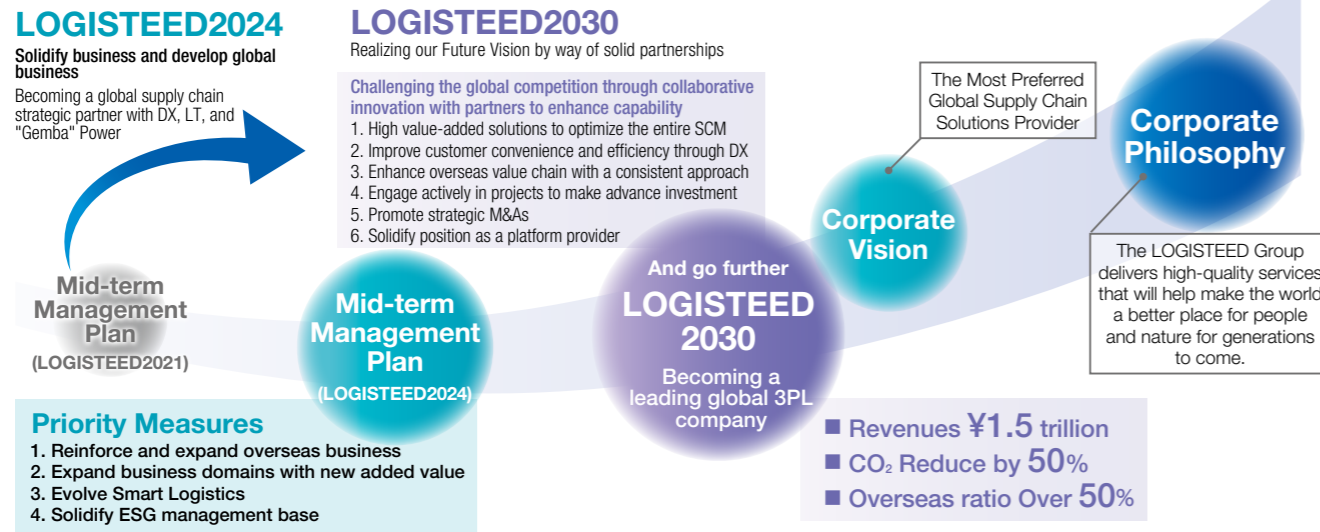 LOGISTEED2024
Solidify business and develop global
business
Becoming a global supply chain
strategic partner with DX, LT, and
"Gemba" Power
LOGISTEED2030
Realizing our Future Vision by way of solid partnerships
Challenging the global competition through collaborative
innovation with partners to enhance capability
1. High value-added solutions to optimize the entire SCM
2. Improve customer convenience and efficiency through DX
3. Enhance overseas value chain with a consistent approach
4. Engage actively in projects to make advance investment
5. Promote strategic M&As
6. Solidify position as a platform provider
Mid-term
Management
Plan
(LOGISTEED2021)
Mid-term
Management
Plan
(LOGISTEED2024)
And go further
LOGISTEED
2030
Becoming a
leading global 3PL
company
Corporate
Vision
The Most Preferred
Global Supply Chain
Solutions Provider
Corporate
Philosophy
The LOGISTEED Group
delivers high-quality services
that will help make the world
a better place for people
and nature for generations
to come.
Priority Measures
1. Reinforce and expand overseas business
2. Expand business domains with new added value
3. Evolve Smart Logistics
4. Solidify ESG management base
■ Revenues ¥1.5 trillion
■ CO₂ Reduce by 50%
■ Overseas ratio Over 50%